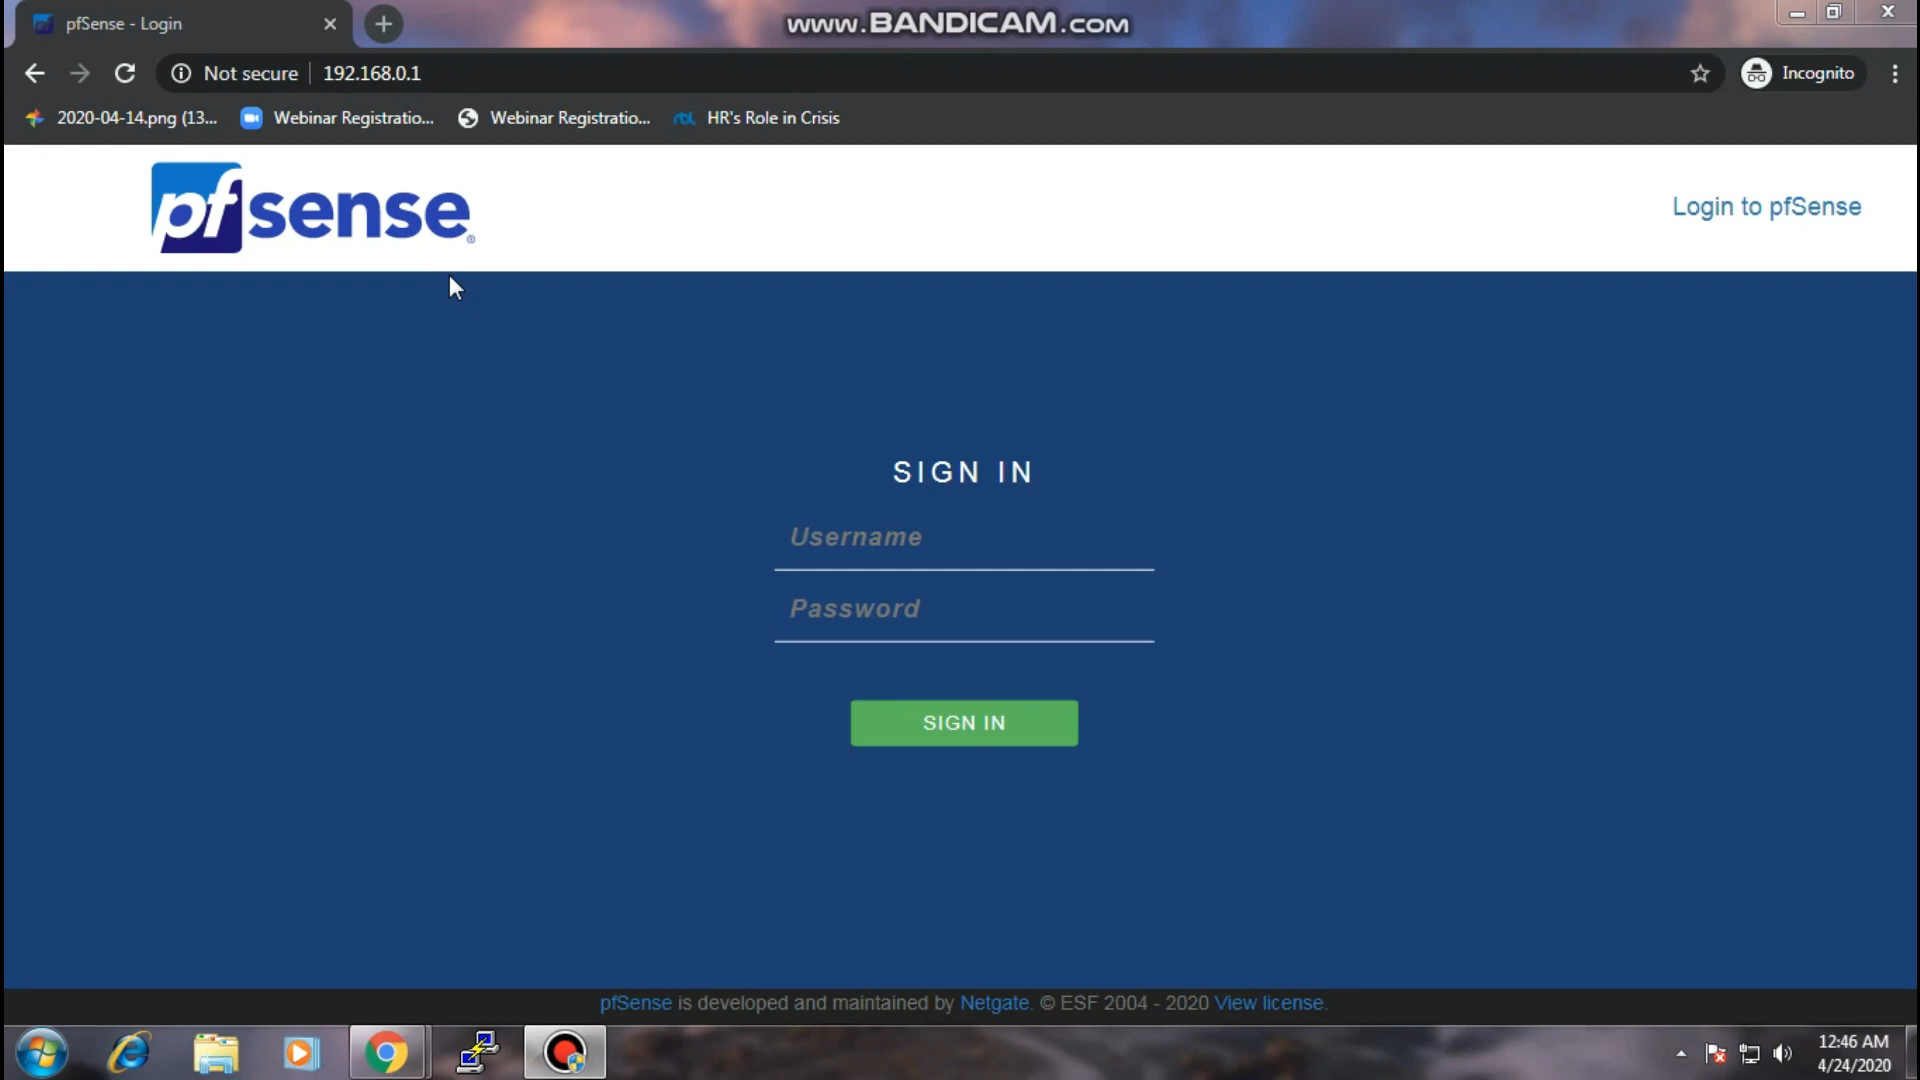 pfSense - Login
www.BANDICAM.com
Not secure
192.168.0.1
Incognito
2020-04-14.png (13...
Webinar Registratio...
Webinar Registratio...
HR's Role in Crisis
pfsense
Login to pfSense
SIGN IN
Username
Password
SIGN IN
pfSense is developed and maintained by Netgate. © ESF 2004 - 2020 View license.
12:46 AM
4/24/2020